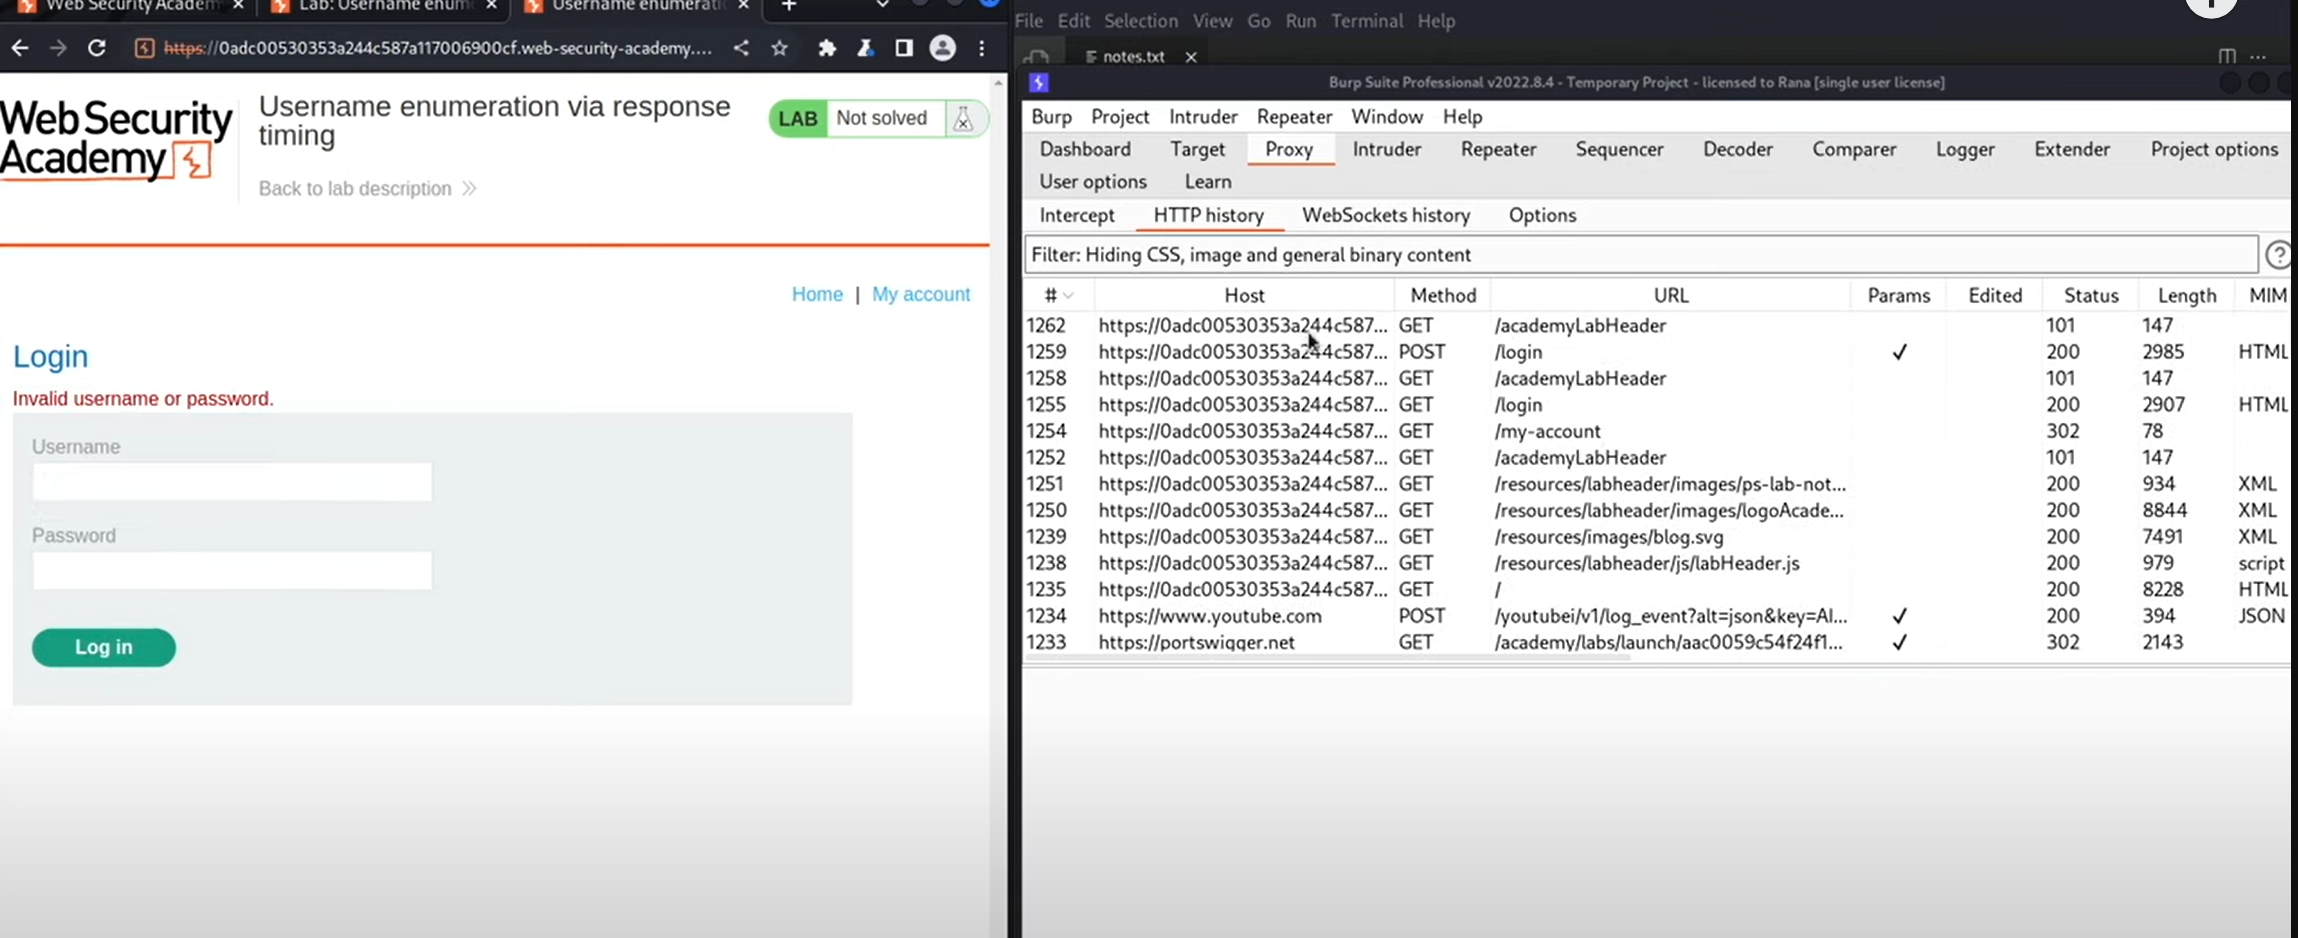 Web Security Academ
Lab: Username enum
Username enumerati
https://0adc00530353a244c587a117006900cf.web-security-academy....
Web Security
Academy
Username enumeration via response
timing
LAB Not solved
Back to lab description
Home | My account
Login
Invalid username or password.
Username
Password
Log in
File Edit Selection View Go Run Terminal Help
notes.txt
Burp Suite Professional v2022.8.4 - Temporary Project - licensed to Rana [single user license]
Burp Project Intruder Repeater Window Help
Dashboard Target Proxy Intruder Repeater Sequencer Decoder Comparer Logger Extender Project options
User options Learn
Intercept HTTP history WebSockets history Options
Filter: Hiding CSS, image and general binary content
# Host Method URL Params Edited Status Length MIM
1262 https://0adc00530353a244c587... GET /academyLabHeader 101 147
1259 https://0adc00530353a244c587... POST /login ✓ 200 2985 HTML
1258 https://0adc00530353a244c587... GET /academyLabHeader 101 147
1255 https://0adc00530353a244c587... GET /login 200 2907 HTML
1254 https://0adc00530353a244c587... GET /my-account 302 78
1252 https://0adc00530353a244c587... GET /academyLabHeader 101 147
1251 https://0adc00530353a244c587... GET /resources/labheader/images/ps-lab-not... 200 934 XML
1250 https://0adc00530353a244c587... GET /resources/labheader/images/logoAcade... 200 8844 XML
1239 https://0adc00530353a244c587... GET /resources/images/blog.svg 200 7491 XML
1238 https://0adc00530353a244c587... GET /resources/labheader/js/labHeader.js 200 979 script
1235 https://0adc00530353a244c587... GET / 200 8228 HTML
1234 https://www.youtube.com POST /youtubei/v1/log_event?alt=json&key=AI... ✓ 200 394 JSON
1233 https://portswigger.net GET /academy/labs/launch/aac0059c54f24f1... ✓ 302 2143